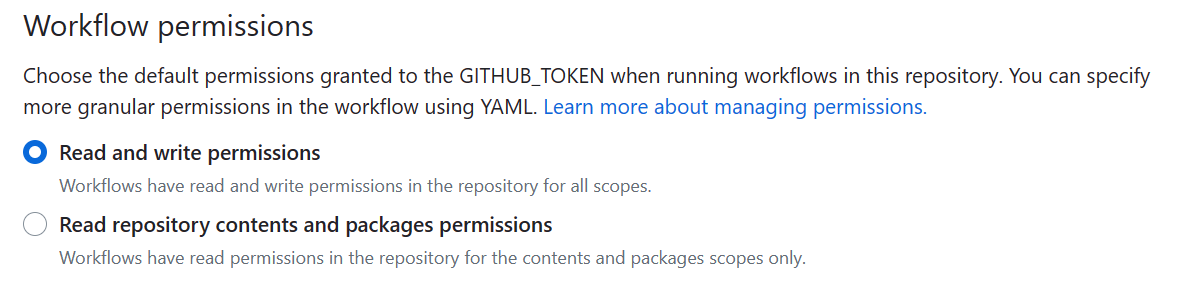 Workflow permissions
Choose the default permissions granted to the GITHUB_TOKEN when running workflows in this repository. You can specify
more granular permissions in the workflow using YAML. Learn more about managing permissions.
Read and write permissions
Workflows have read and write permissions in the repository for all scopes.
Read repository contents and packages permissions
Workflows have read permissions in the repository for the contents and packages scopes only.